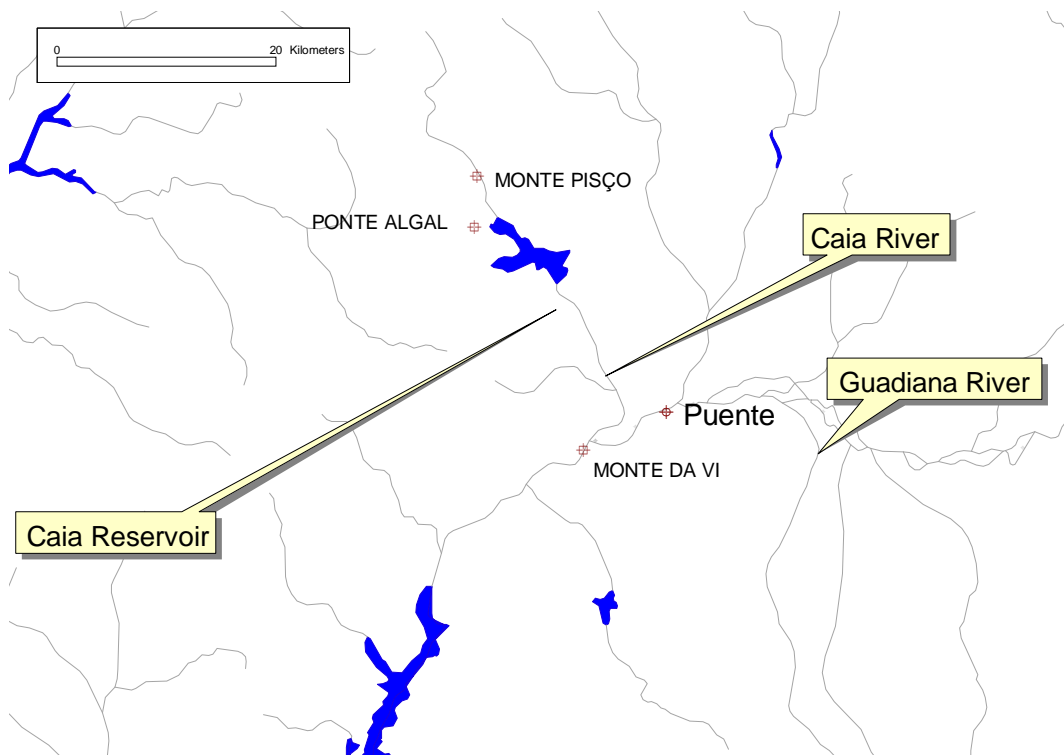 0 20 Kilometers
MONTE PISÇO
PONTE ALGAL
Caia River
Guadiana River
Puente
MONTE DA VI
Caia Reservoir